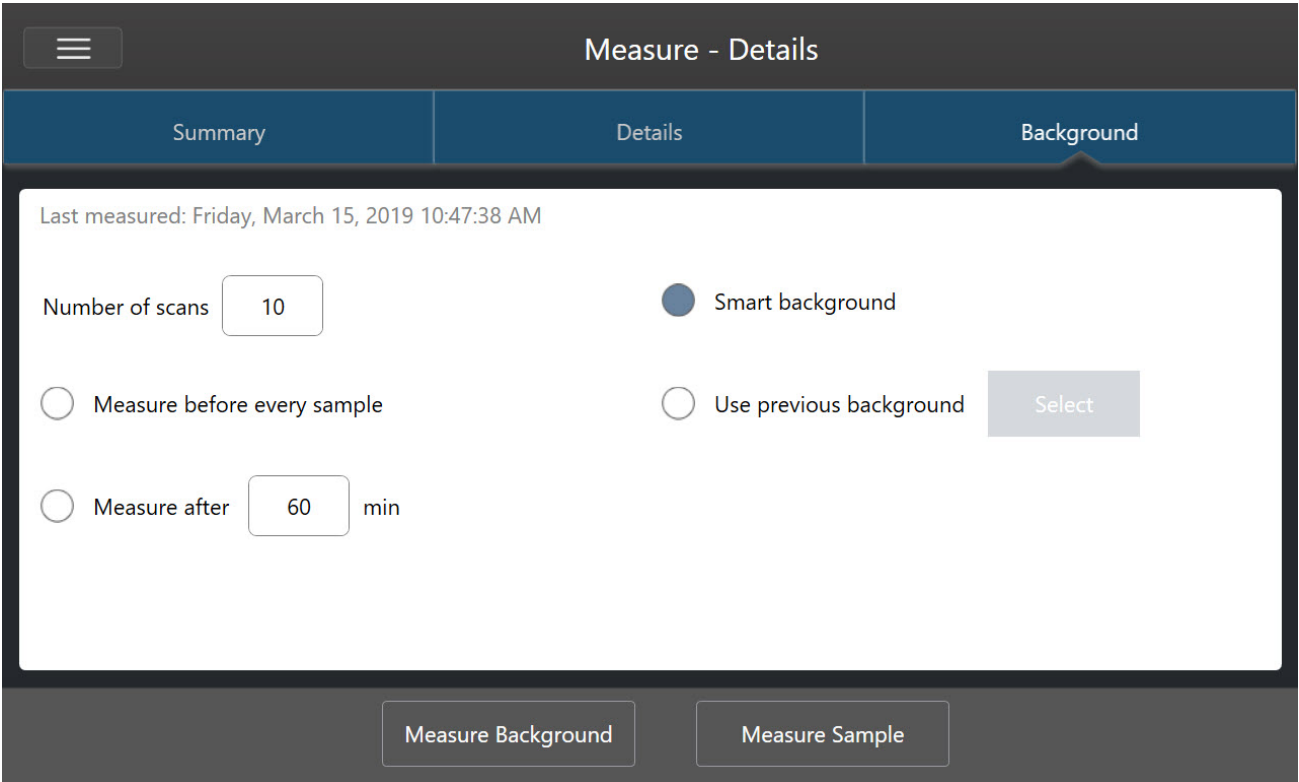 Measure - Details
Summary
Details
Background
Last measured: Friday, March 15, 2019 10:47:38 AM
Number of scans 10
Smart background
Measure before every sample
Use previous background
Select
Measure after 60 min
Measure Background
Measure Sample